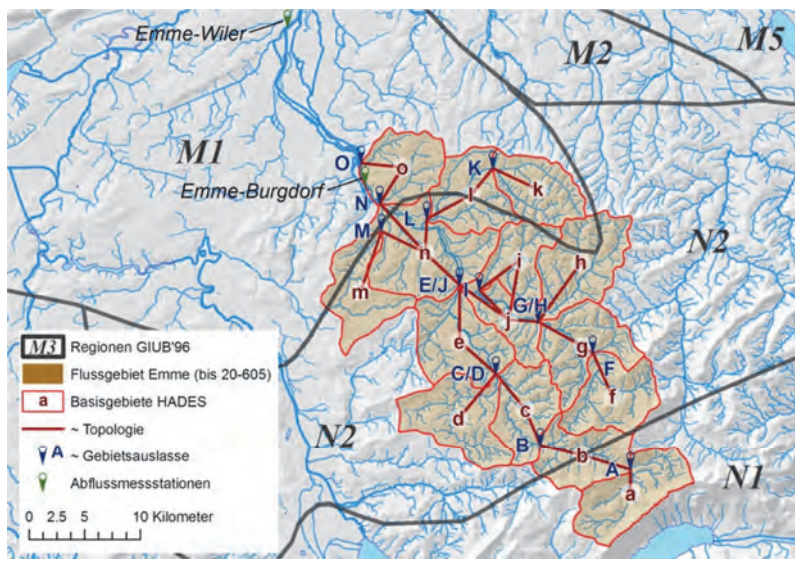 Emme-Wiler
M2
M5
M1
O
o
K
k
Emme-Burgdorf
N
l
L
M
n
N2
h
i
E/J
I
m
G/H
j
g
F
e
C/D
f
c
d
B
b
A
a
N2
N1
M3 Regionen GIUB'96
Flussgebiet Emme (bis 20-605)
a Basisgebiete HADES
~ Topologie
A ~ Gebietsauslasse
Abflussmessstationen
0 2.5 5 10 Kilometer